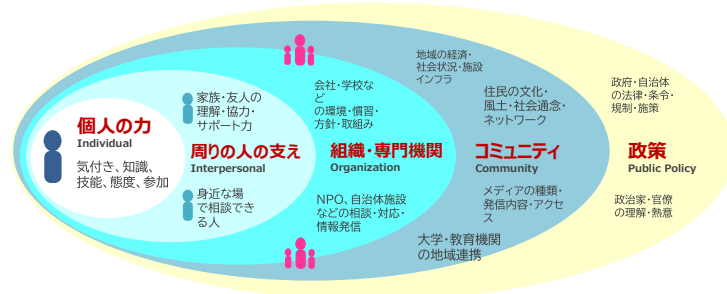 個人の力
Individual
気付き、知識、
技能、態度、参加
家族・友人の
理解・協力・
サポート力
周りの人の支え
Interpersonal
身近な場
で相談でき
る人
会社・学校な
ど
の環境・慣習・
方針・取組み
組織・専門機関
Organization
NPO、自治体施設
などの相談・対応・
情報発信
地域の経済・
社会状況・施設
インフラ
住民の文化・
風土・社会通念・
ネットワーク
コミュニティ
Community
メディアの種類・
発信内容・アクセ
ス
大学・教育機関
の地域連携
政府・自治体
の法律・条令・
規制・施策
政策
Public Policy
政治家・官僚
の理解・熱意